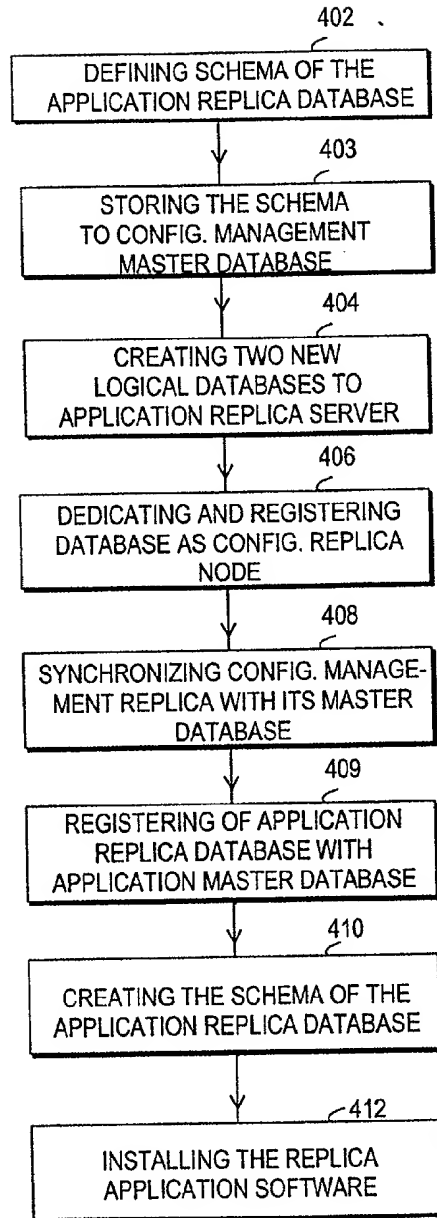 402
DEFINING SCHEMA OF THE
APPLICATION REPLICA DATABASE
403
STORING THE SCHEMA
TO CONFIG. MANAGEMENT
MASTER DATABASE
404
CREATING TWO NEW
LOGICAL DATABASES TO
APPLICATION REPLICA SERVER
406
DEDICATING AND REGISTERING
DATABASE AS CONFIG. REPLICA
NODE
408
SYNCHRONIZING CONFIG. MANAGE-
MENT REPLICA WITH ITS MASTER
DATABASE
409
REGISTERING OF APPLICATION
REPLICA DATABASE WITH
APPLICATION MASTER DATABASE
410
CREATING THE SCHEMA OF THE
APPLICATION REPLICA DATABASE
412
INSTALLING THE REPLICA
APPLICATION SOFTWARE